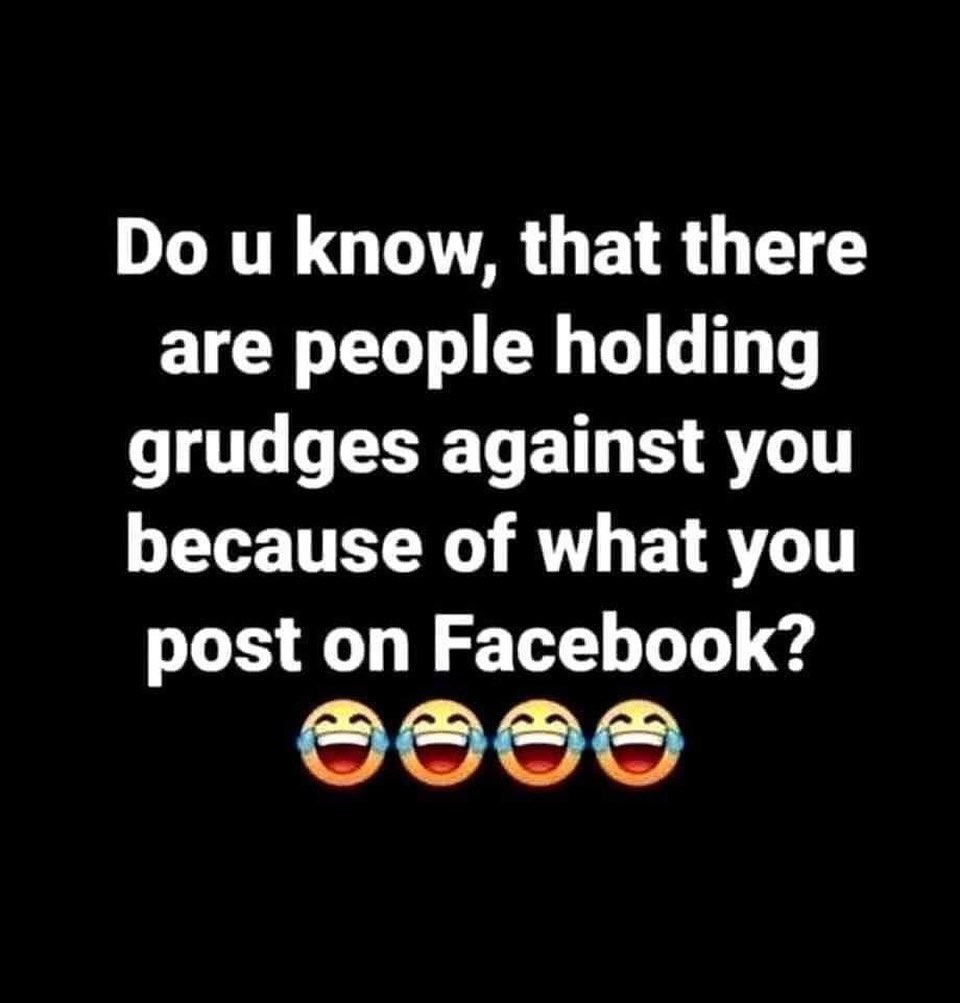 Do u know, that there
are people holding
grudges against you
because of what you
post on Facebook?
😂😂😂😂